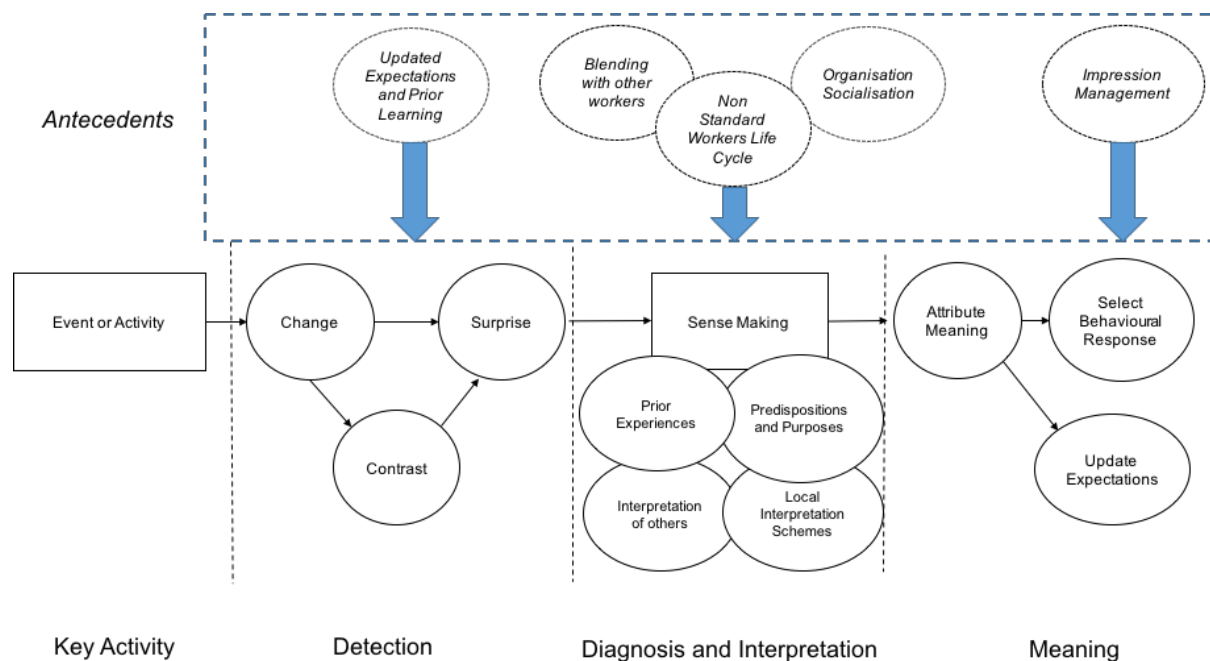 Antecedents
Updated
Expectations
and Prior
Learning
Blending
with other
workers
Non
Standard
Workers Life
Cycle
Organisation
Socialisation
Impression
Management
Event or Activity
Change
Surprise
Contrast
Sense Making
Prior
Experiences
Predispositions
and Purposes
Interpretation
of others
Local
Interpretation
Schemes
Attribute
Meaning
Select
Behavioural
Response
Update
Expectations
Key Activity
Detection
Diagnosis and Interpretation
Meaning